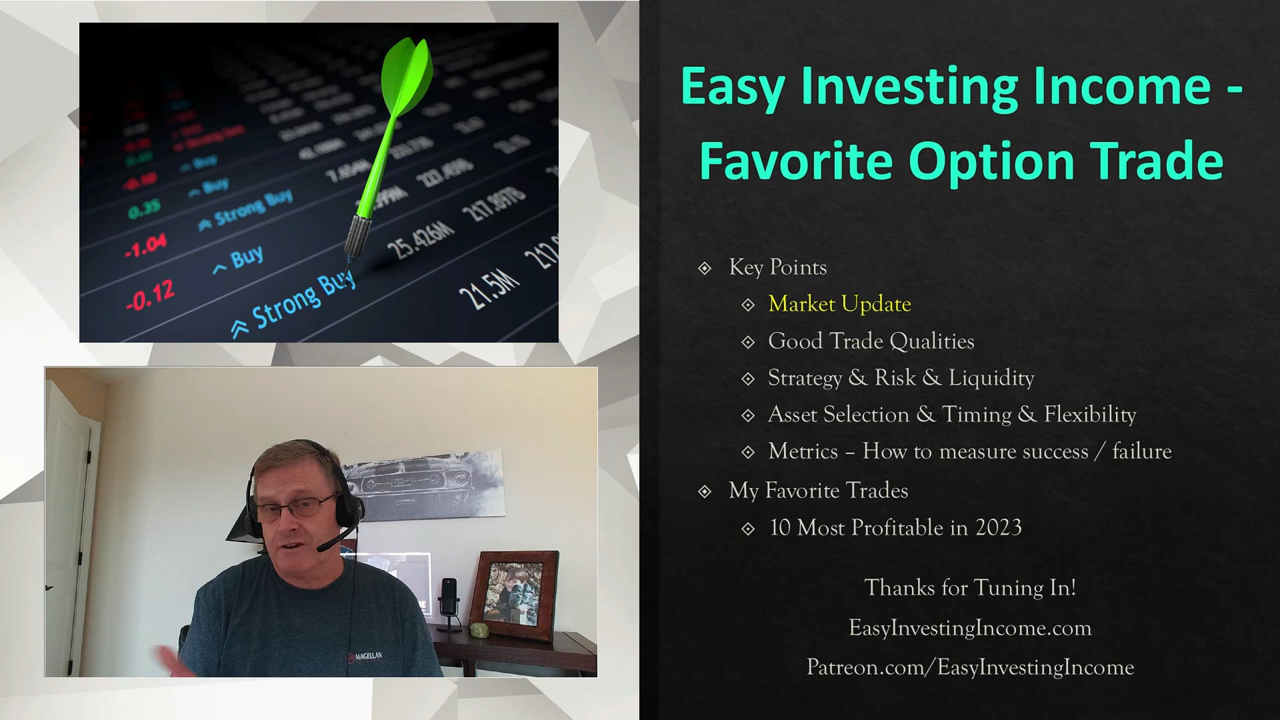 Easy Investing Income -
Favorite Option Trade
Key Points
Market Update
Good Trade Qualities
Strategy & Risk & Liquidity
Asset Selection & Timing & Flexibility
Metrics – How to measure success / failure
My Favorite Trades
10 Most Profitable in 2023
Thanks for Tuning In!
EasyInvestingIncome.com
Patreon.com/EasyInvestingIncome
Buy
Buy
0.35 Strong Buy
-1.04 Buy 25.426M 217.8978
-0.12 Strong Buy 21.5M
MAGELLAN